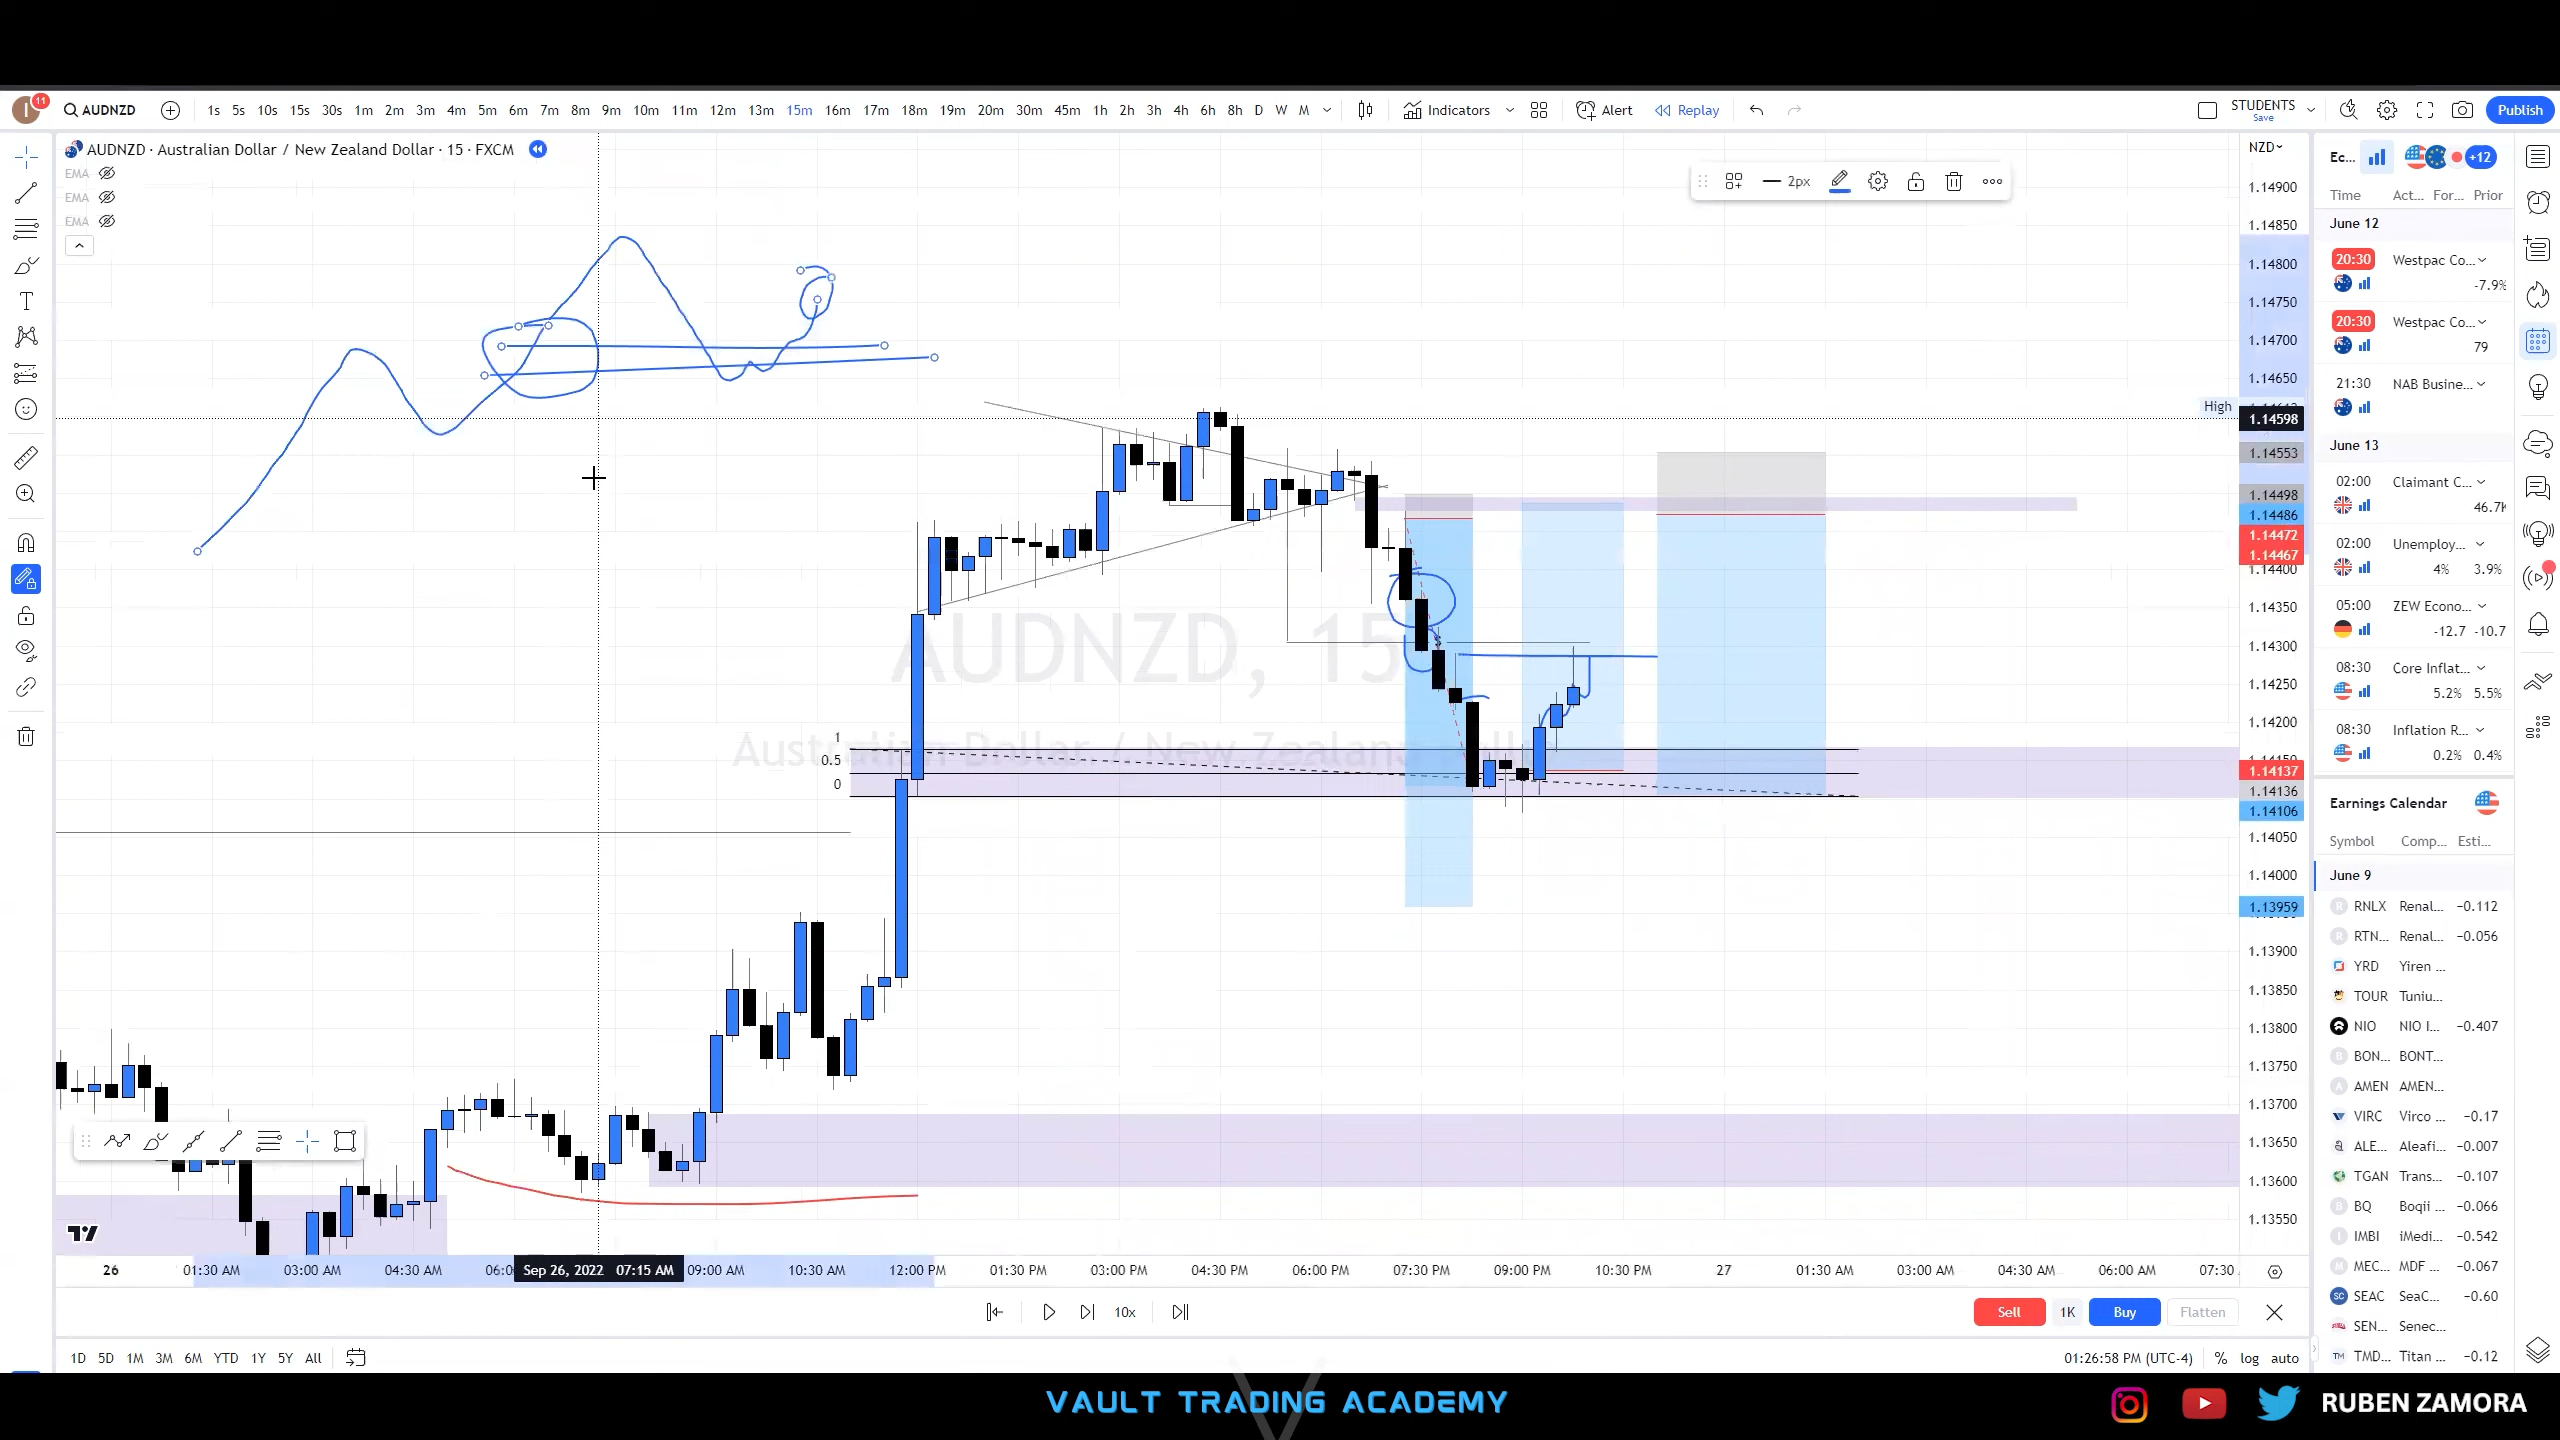 11
AUDNZD
1s 5s 10s 15s 30s 1m 2m 3m 4m 5m 6m 7m 8m 9m 10m 11m 12m 13m 15m 16m 17m 18m 19m 20m 30m 45m 1h 2h 3h 4h 6h 8h D W M
Indicators
Alert
Replay
STUDENTS
Save
Publish
AUDNZD · Australian Dollar / New Zealand Dollar · 15 · FXCM
EMA
EMA
EMA
2px
NZD
1.14900
1.14850
1.14800
1.14750
1.14700
1.14650
High
1.14598
1.14553
1.14498
1.14486
1.14472
1.14467
1.14400
1.14350
1.14300
1.14250
1.14200
1.14137
1.14136
1.14106
1.14050
1.14000
1.13959
1.13900
1.13850
1.13800
1.13750
1.13700
1.13650
1.13600
1.13550
AUDNZD, 15
Australian Dollar / New Zealand
1
0.5
0
26 01:30 AM 03:00 AM 04:30 AM Sep 26, 2022 07:15 AM 09:00 AM 10:30 AM 12:00 PM 01:30 PM 03:00 PM 04:30 PM 06:00 PM 07:30 PM 09:00 PM 10:30 PM 27 01:30 AM 03:00 AM 04:30 AM 06:00 AM 07:30
10x
Sell 1K Buy Flatten
1D 5D 1M 3M 6M YTD 1Y 5Y All
01:26:58 PM (UTC-4) % log auto
Ec... +12
Time Act... For... Prior
June 12
20:30 Westpac Co...
-7.9%
20:30 Westpac Co...
79
21:30 NAB Busine...
June 13
02:00 Claimant C...
46.7K
02:00 Unemploy...
4% 3.9%
05:00 ZEW Econo...
-12.7 -10.7
08:30 Core Inflat...
5.2% 5.5%
08:30 Inflation R...
0.2% 0.4%
Earnings Calendar
Symbol Comp... Esti...
June 9
RNLX Renal... −0.112
RTN... Renal... −0.056
YRD Yiren ...
TOUR Tuniu...
NIO NIO I... −0.407
BON... BONT...
AMEN AMEN...
VIRC Virco ... −0.17
ALE... Aleafi... −0.007
TGAN Trans... −0.107
BQ Boqii ... −0.066
IMBI iMedi... −0.542
MEC... MDF ... −0.067
SEAC SeaC... −0.60
SEN... Senec...
TMD... Titan ... −0.12
VAULT TRADING ACADEMY
RUBEN ZAMORA